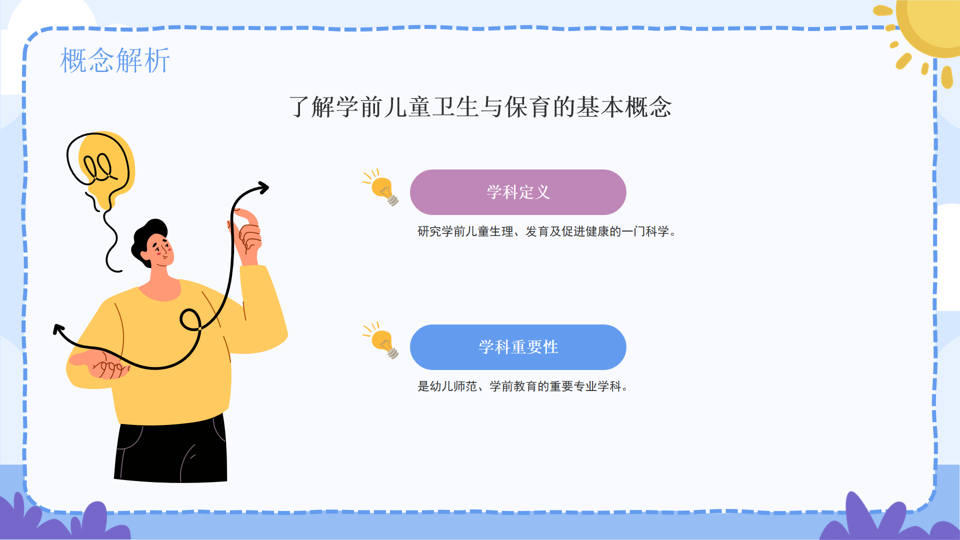 概念解析
了解学前儿童卫生与保育的基本概念
学科定义
研究学前儿童生理、发育及促进健康的一门科学。
学科重要性
是幼儿师范、学前教育的重要专业学科。